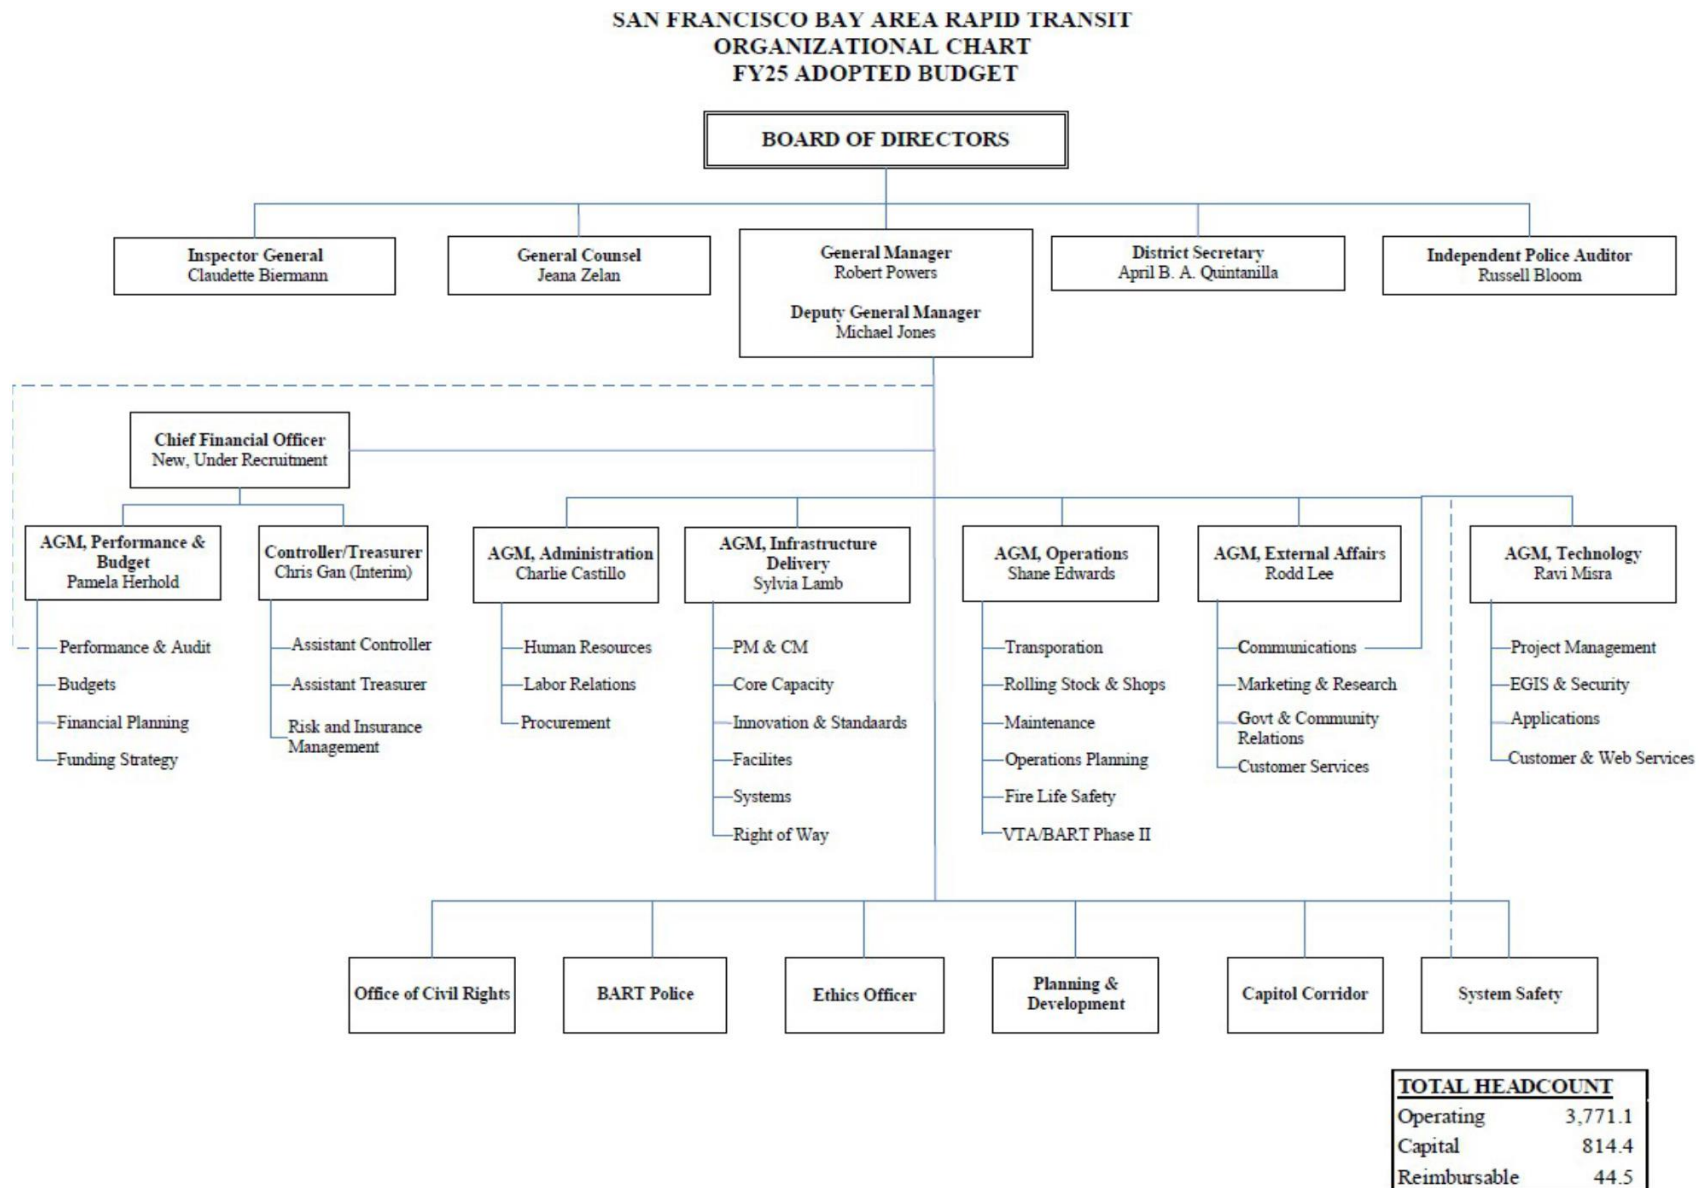 SAN FRANCISCO BAY AREA RAPID TRANSIT
ORGANIZATIONAL CHART
FY25 ADOPTED BUDGET
BOARD OF DIRECTORS
Inspector General
Claudette Biermann
General Counsel
Jeana Zelan
General Manager
Robert Powers
Deputy General Manager
Michael Jones
District Secretary
April B. A. Quintanilla
Independent Police Auditor
Russell Bloom
Chief Financial Officer
New, Under Recruitment
AGM, Performance &
Budget
Pamela Herhold
Performance & Audit
Budgets
Financial Planning
Funding Strategy
Controller/Treasurer
Chris Gan (Interim)
Assistant Controller
Assistant Treasurer
Risk and Insurance
Management
AGM, Administration
Charlie Castillo
Human Resources
Labor Relations
Procurement
AGM, Infrastructure
Delivery
Sylvia Lamb
PM & CM
Core Capacity
Innovation & Standaards
Facilites
Systems
Right of Way
AGM, Operations
Shane Edwards
Transporation
Rolling Stock & Shops
Maintenance
Operations Planning
Fire Life Safety
VTA/BART Phase II
AGM, External Affairs
Rodd Lee
Communications
Marketing & Research
Govt & Community
Relations
Customer Services
AGM, Technology
Ravi Misra
Project Management
EGIS & Security
Applications
Customer & Web Services
Office of Civil Rights
BART Police
Ethics Officer
Planning &
Development
Capitol Corridor
System Safety
TOTAL HEADCOUNT
Operating 3,771.1
Capital 814.4
Reimbursable 44.5